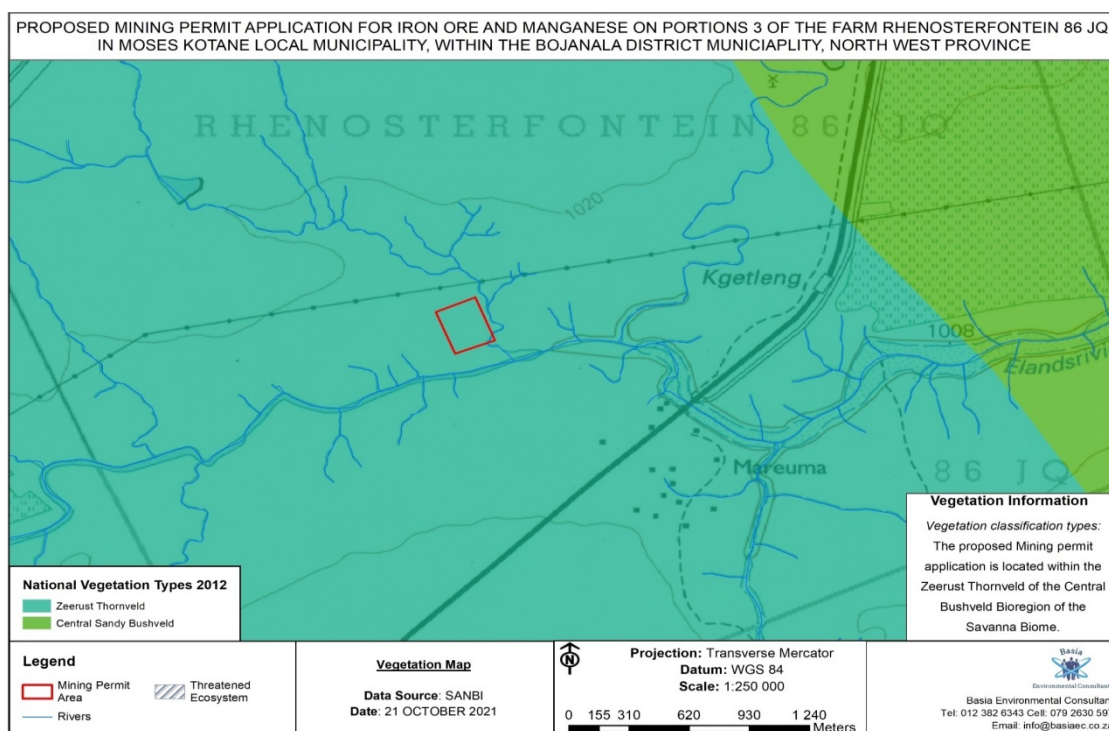 PROPOSED MINING PERMIT APPLICATION FOR IRON ORE AND MANGANESE ON PORTIONS 3 OF THE FARM RHENOSTERFONTEIN 86 JQ
IN MOSES KOTANE LOCAL MUNICIPALITY, WITHIN THE BOJANALA DISTRICT MUNICIAPLITY, NORTH WEST PROVINCE
RHENOSTERFONTEIN 86 JQ
1020
Kgetleng
1008
Elandsrivi
Mareuma
86 JQ
Vegetation Information
Vegetation classification types:
The proposed Mining permit
application is located within the
Zeerust Thornveld of the Central
Bushveld Bioregion of the
Savanna Biome.
National Vegetation Types 2012
Zeerust Thornveld
Central Sandy Bushveld
Legend
Mining Permit
Area
Threatened
Ecosystem
Rivers
Vegetation Map
Data Source: SANBI
Date: 21 OCTOBER 2021
N
Projection: Transverse Mercator
Datum: WGS 84
Scale: 1:250 000
0 155 310 620 930 1 240
Meters
Basia
Environmental Consultant
Basia Environmental Consultan
Tel: 012 382 6343 Cell: 079 2630 597
Email: info@basiaec.co.za